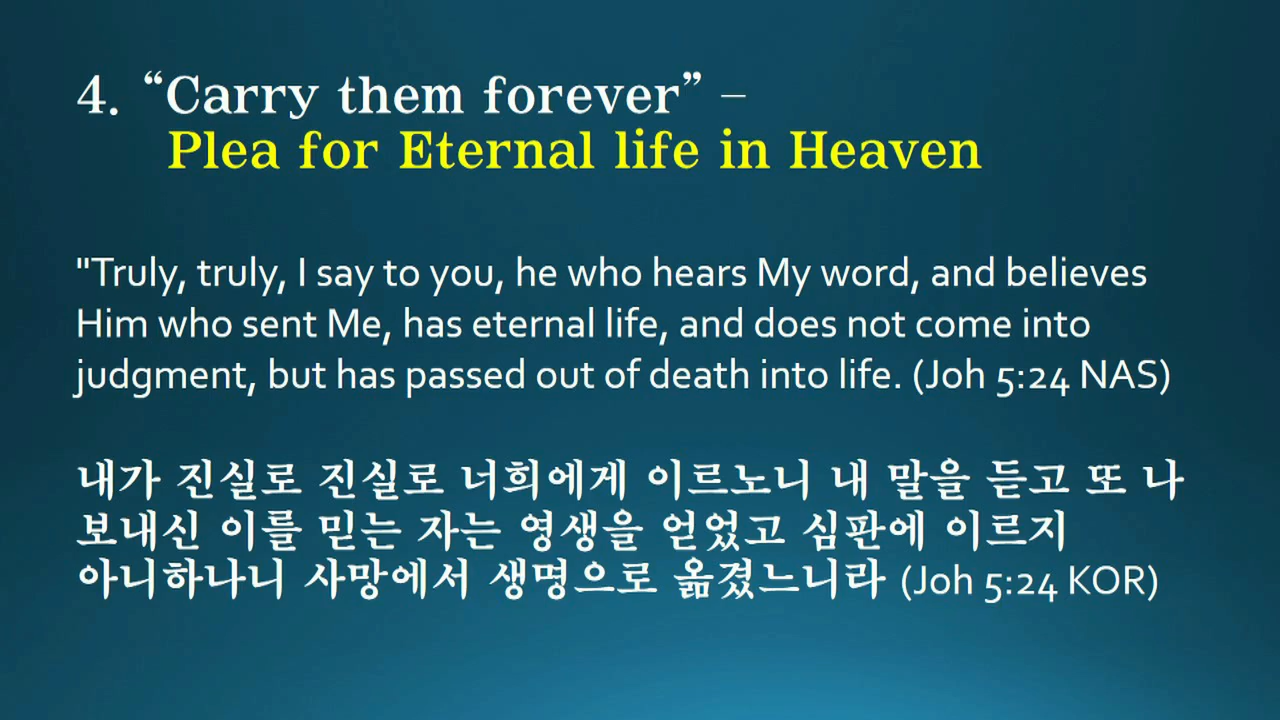 4. “Carry them forever” –
Plea for Eternal life in Heaven
"Truly, truly, I say to you, he who hears My word, and believes
Him who sent Me, has eternal life, and does not come into
judgment, but has passed out of death into life. (Joh 5:24 NAS)
내가 진실로 진실로 너희에게 이르노니 내 말을 듣고 또 나
보내신 이를 믿는 자는 영생을 얻었고 심판에 이르지
아니하나니 사망에서 생명으로 옮겼느니라 (Joh 5:24 KOR)